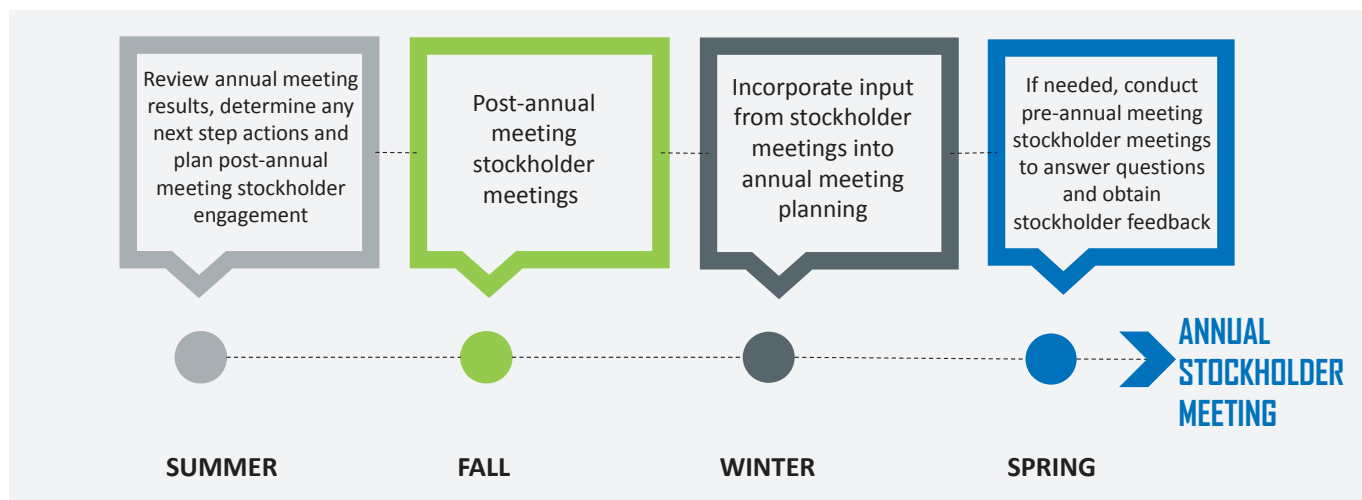 Review annual meeting
results, determine any
next step actions and
plan post-annual
meeting stockholder
engagement
Post-annual
meeting
stockholder
meetings
Incorporate input
from stockholder
meetings into
annual meeting
planning
If needed, conduct
pre-annual meeting
stockholder meetings
to answer questions
and obtain
stockholder feedback
ANNUAL
STOCKHOLDER
MEETING
SUMMER
FALL
WINTER
SPRING